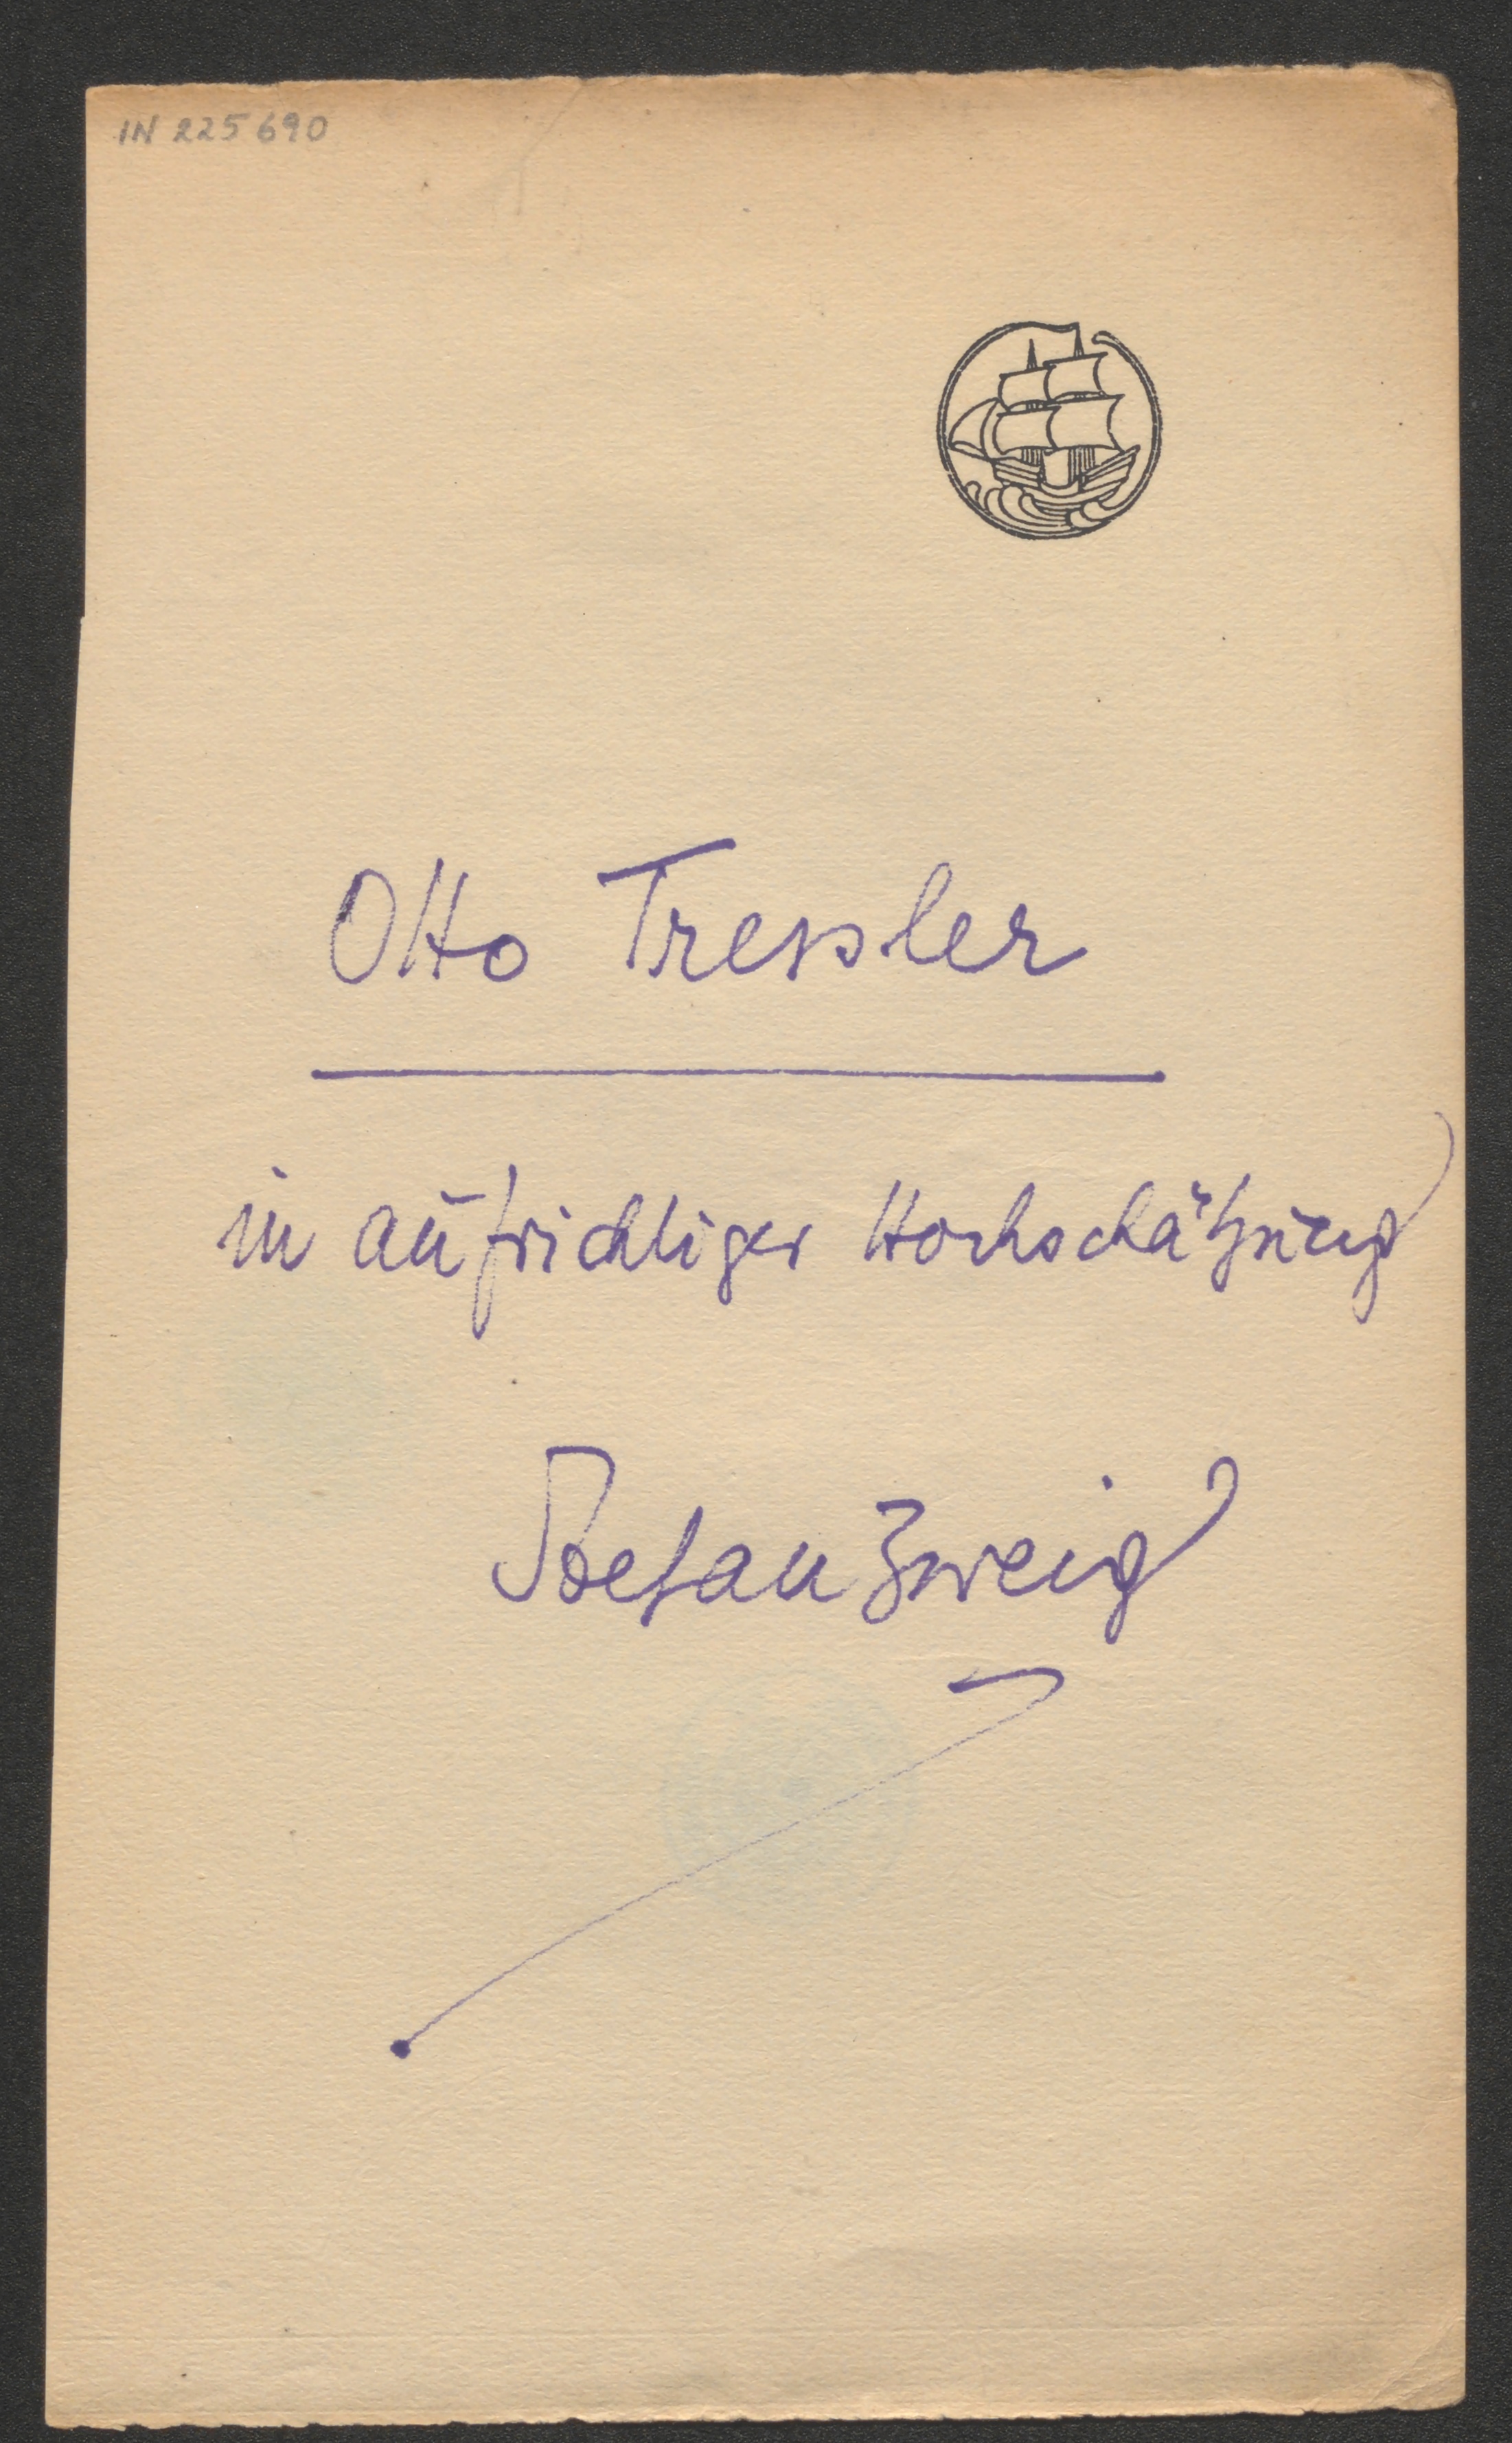 IN 225690
Otto Tressler
in aufrichtiger Hochschätzung
Stefan Zweig